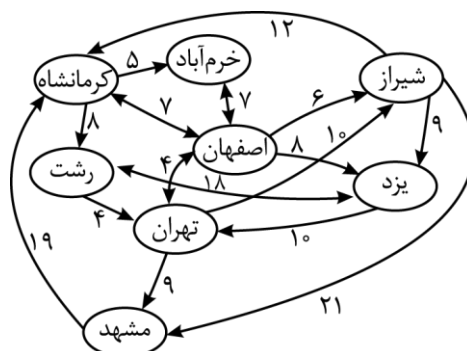 ۱۲
۵
خرم‌آباد
شیراز
کرمانشاه
۷
۷
۶
۹
۸
اصفهان
۱۰
۸
رشت
۴
۱۸
یزد
۴
تهران
۱۰
۱۹
۹
۲۱
مشهد